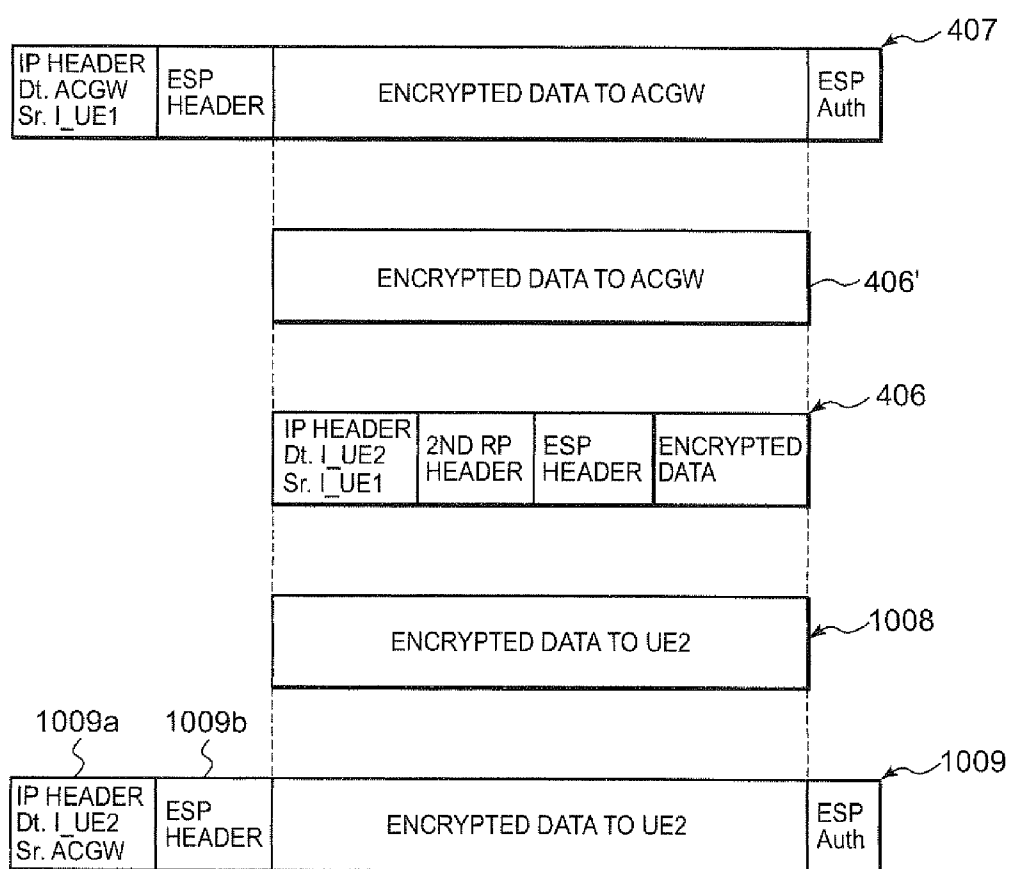 407
IP HEADER
Dt. ACGW
Sr. I_UE1
ESP
HEADER
ENCRYPTED DATA TO ACGW
ESP
Auth
ENCRYPTED DATA TO ACGW
406'
406
IP HEADER
Dt. I_UE2
Sr. I_UE1
2ND RP
HEADER
ESP
HEADER
ENCRYPTED
DATA
ENCRYPTED DATA TO UE2
1008
1009a
1009b
1009
IP HEADER
Dt. I_UE2
Sr. ACGW
ESP
HEADER
ENCRYPTED DATA TO UE2
ESP
Auth